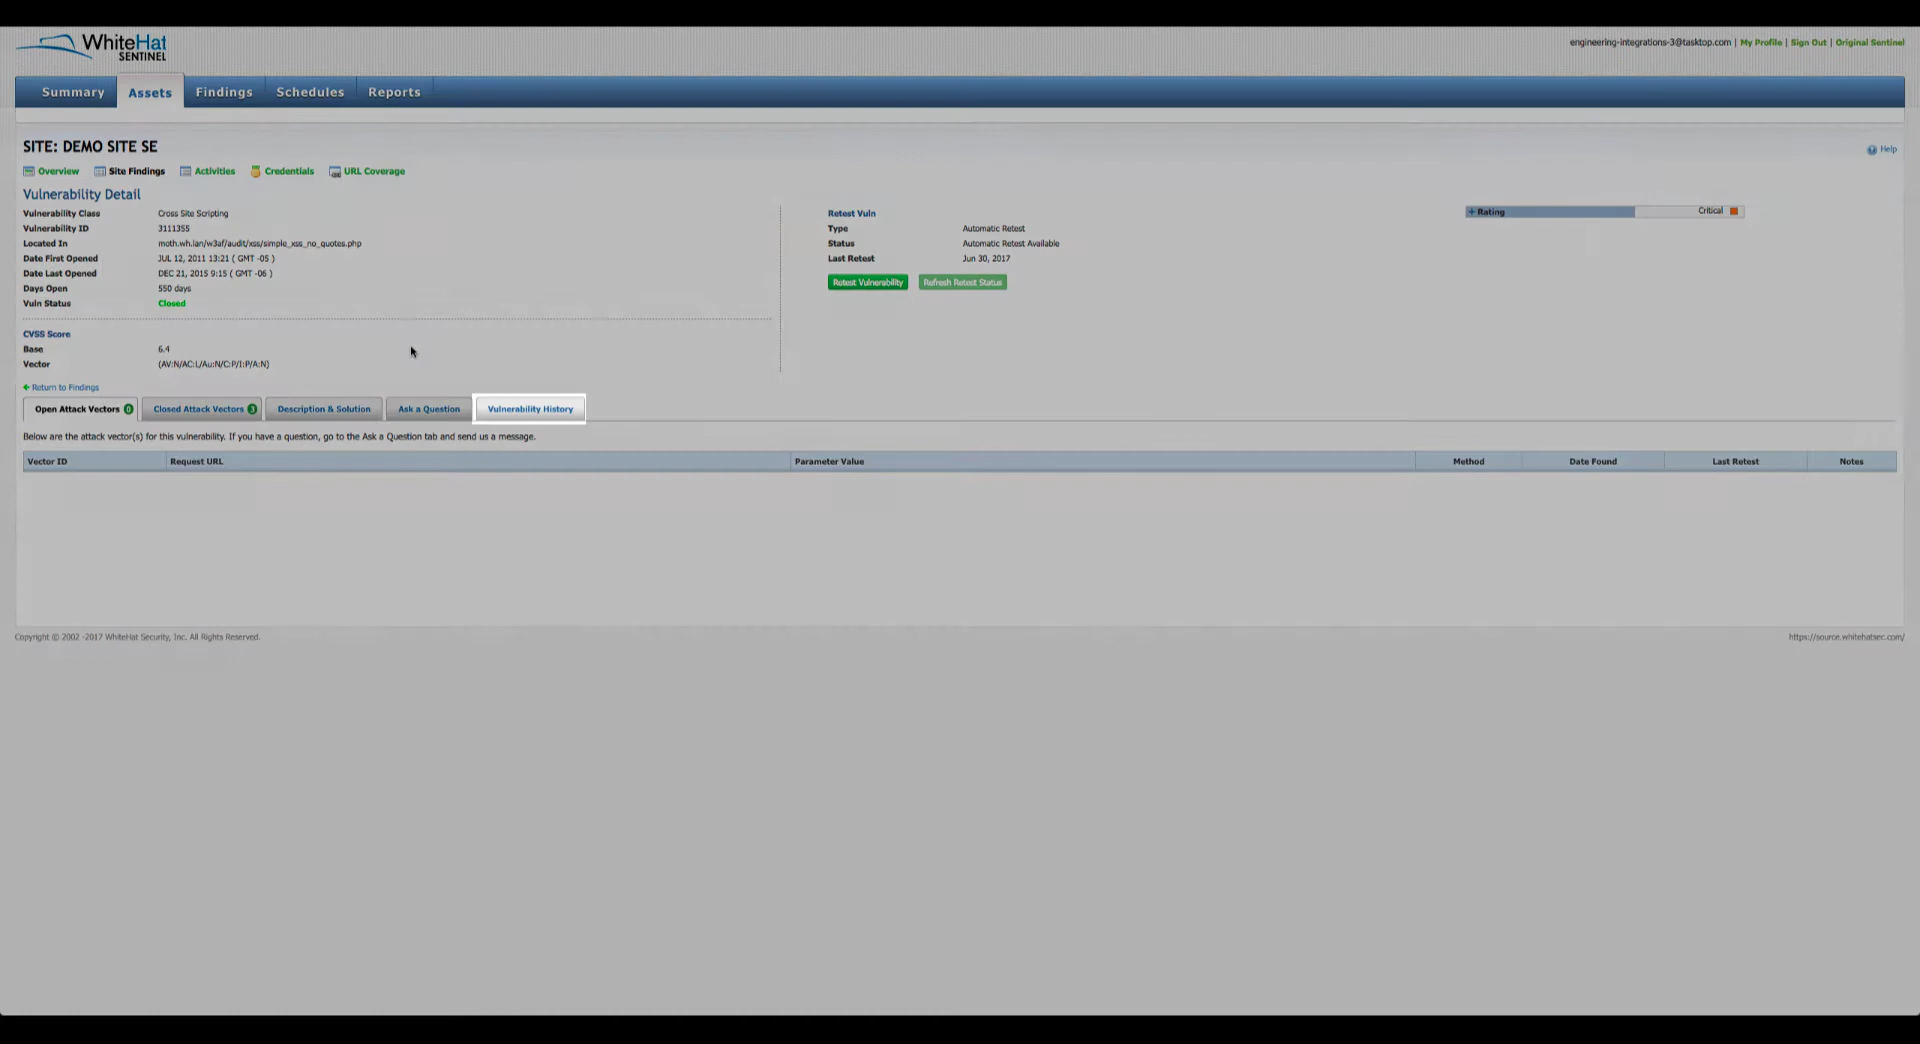 WhiteHat
SENTINEL
engineering-integrations-3@tasktop.com | My Profile | Sign Out | Original Sentinel
Summary Assets Findings Schedules Reports
SITE: DEMO SITE SE
Help
Overview Site Findings Activities Credentials URL Coverage
Vulnerability Detail
Vulnerability Class Cross Site Scripting
Vulnerability ID 3111355
Located In moth.wh.lan/w3af/audit/xss/simple_xss_no_quotes.php
Date First Opened JUL 12, 2011 13:21 ( GMT -05 )
Date Last Opened DEC 21, 2015 9:15 ( GMT -06 )
Days Open 550 days
Vuln Status Closed
CVSS Score
Base 6.4
Vector (AV:N/AC:L/Au:N/C:P/I:P/A:N)
Retest Vuln
Type Automatic Retest
Status Automatic Retest Available
Last Retest Jun 30, 2017
Retest Vulnerability Refresh Retest Status
+ Rating Critical
Return to Findings
Open Attack Vectors 0 Closed Attack Vectors 3 Description & Solution Ask a Question Vulnerability History
Below are the attack vector(s) for this vulnerability. If you have a question, go to the Ask a Question tab and send us a message.
Vector ID Request URL Parameter Value Method Date Found Last Retest Notes
Copyright © 2002 -2017 WhiteHat Security, Inc. All Rights Reserved.
https://source.whitehatsec.com/